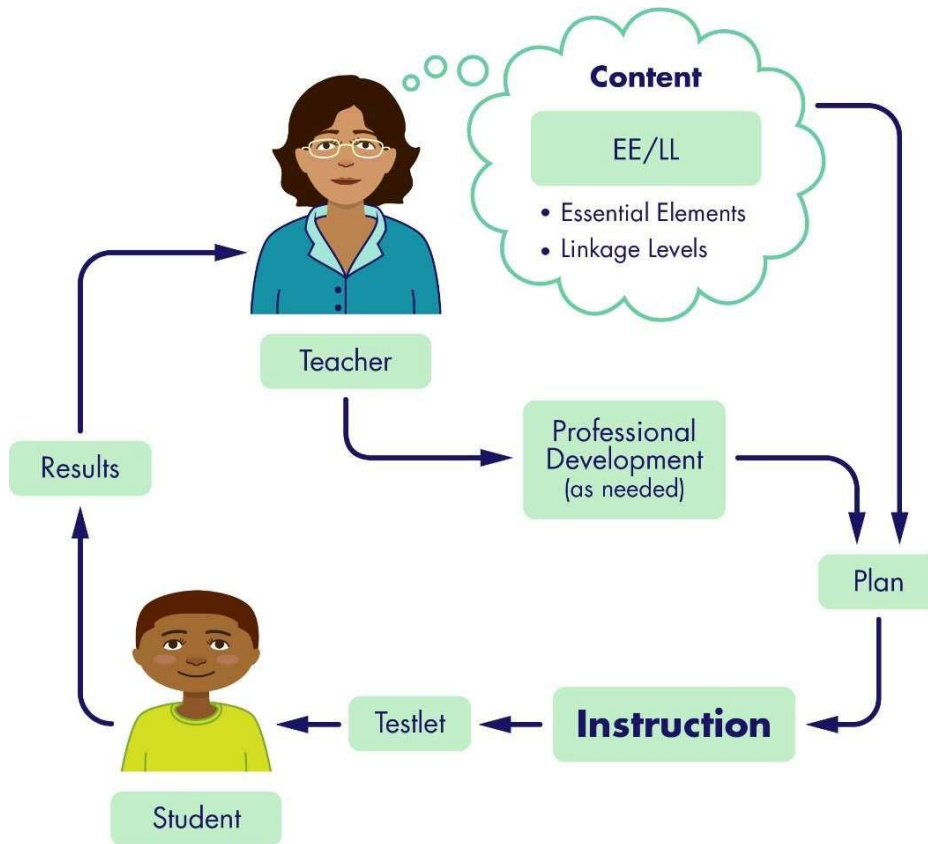 Content
EE/LL
• Essential Elements
• Linkage Levels
Teacher
Professional
Development
(as needed)
Results
Plan
Instruction
Testlet
Student